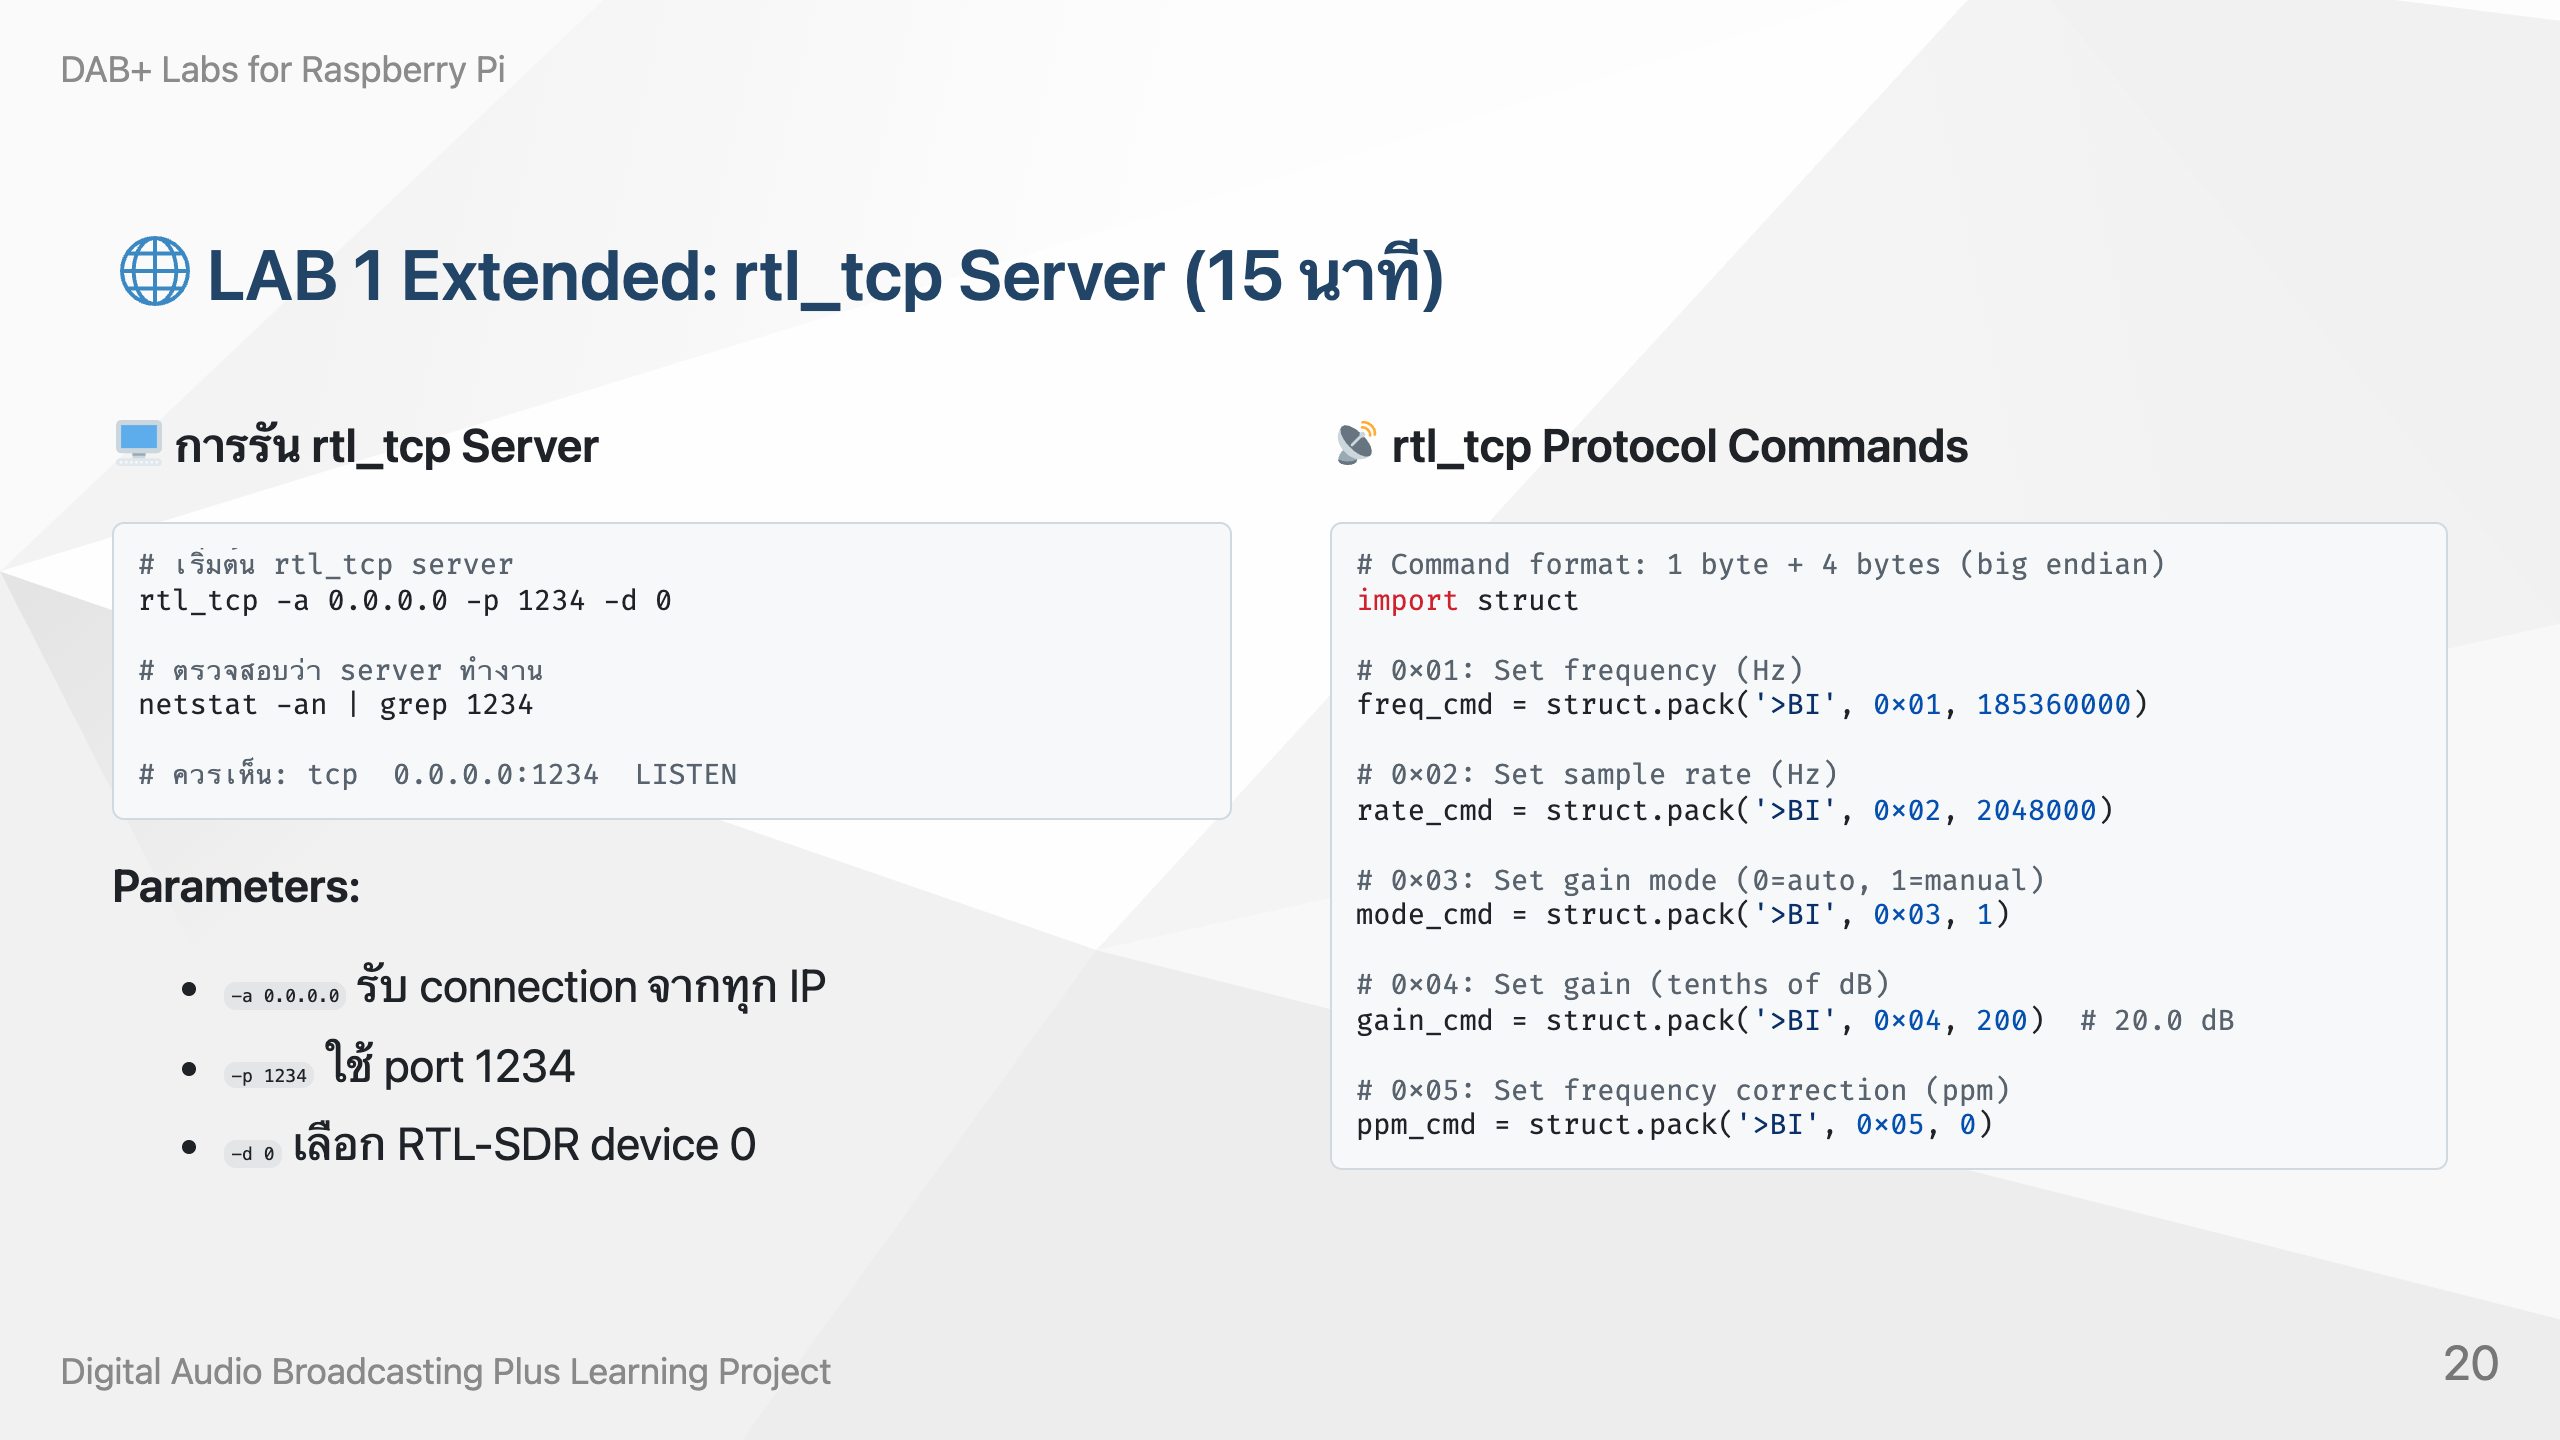 DAB+ Labs for Raspberry Pi
LAB 1 Extended: rtl_tcp Server (15 นาที)
การรัน rtl_tcp Server
# เริ่มต้น rtl_tcp server
rtl_tcp -a 0.0.0.0 -p 1234 -d 0
# ตรวจสอบว่า server ทำงาน
netstat -an | grep 1234
# ควรเห็น: tcp  0.0.0.0:1234  LISTEN
Parameters:
• -a 0.0.0.0 รับ connection จากทุก IP
• -p 1234 ใช้ port 1234
• -d 0 เลือก RTL-SDR device 0
rtl_tcp Protocol Commands
# Command format: 1 byte + 4 bytes (big endian)
import struct
# 0x01: Set frequency (Hz)
freq_cmd = struct.pack('>BI', 0x01, 185360000)
# 0x02: Set sample rate (Hz)
rate_cmd = struct.pack('>BI', 0x02, 2048000)
# 0x03: Set gain mode (0=auto, 1=manual)
mode_cmd = struct.pack('>BI', 0x03, 1)
# 0x04: Set gain (tenths of dB)
gain_cmd = struct.pack('>BI', 0x04, 200)  # 20.0 dB
# 0x05: Set frequency correction (ppm)
ppm_cmd = struct.pack('>BI', 0x05, 0)
Digital Audio Broadcasting Plus Learning Project
20